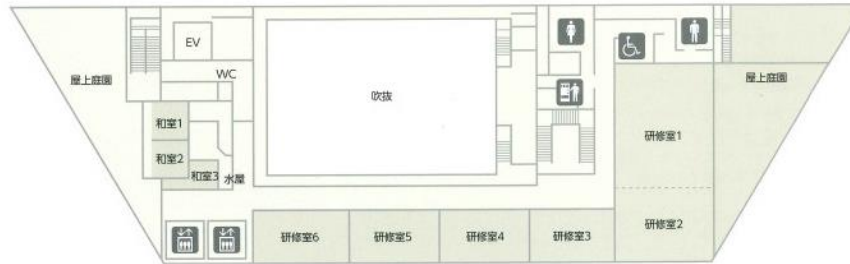 EV
WC
屋上庭園
吹抜
屋上庭園
和室1
研修室1
和室2
和室3
水屋
研修室6
研修室5
研修室4
研修室3
研修室2